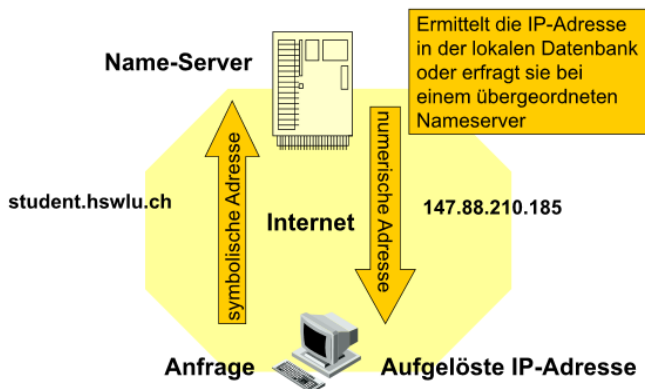 Ermittelt die IP-Adresse
in der lokalen Datenbank
oder erfragt sie bei
einem übergeordneten
Nameserver
Name-Server
symbolische Adresse
numerische Adresse
student.hswlu.ch
Internet
147.88.210.185
Anfrage
Aufgelöste IP-Adresse